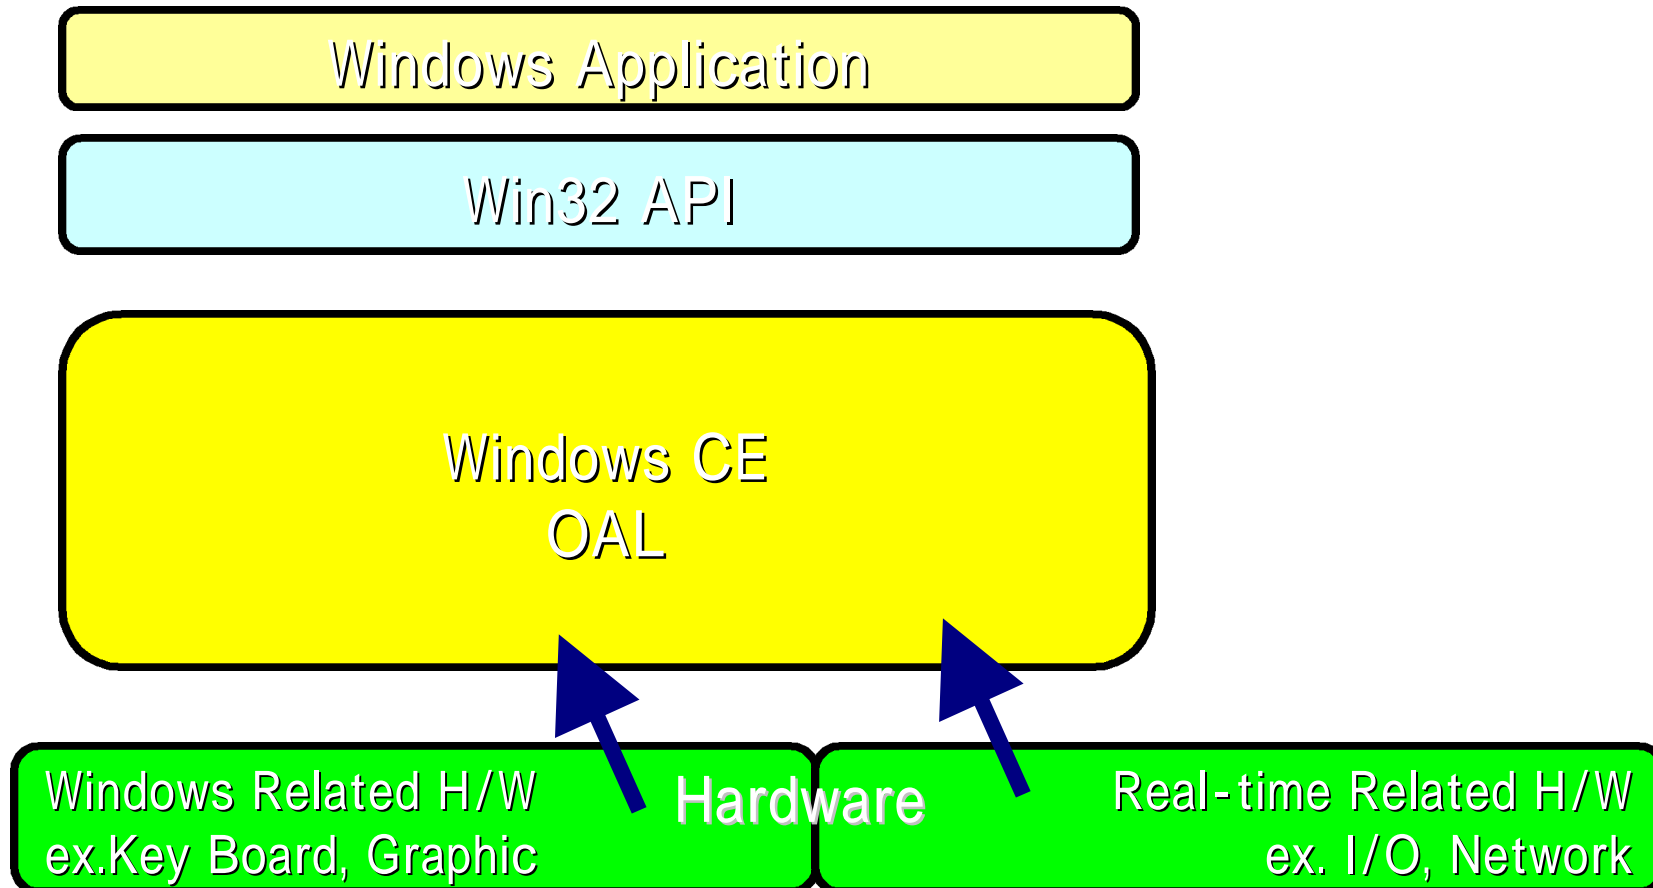 Windows Application
Win32 API
Windows CE
OAL
Windows Related H/W
ex.Key Board, Graphic
Hardware
Real-time Related H/W
ex. I/O, Network